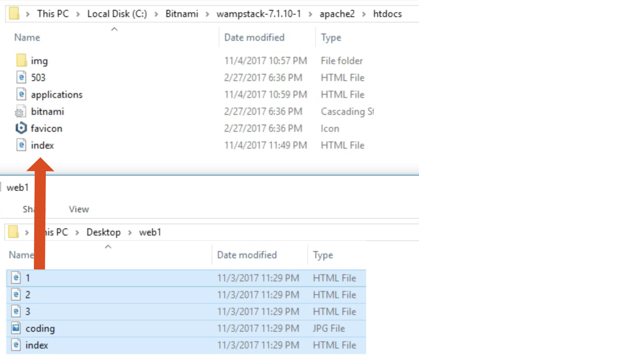 This PC > Local Disk (C:) > Bitnami > wampstack-7.1.10-1 > apache2 > htdocs
Name Date modified Type
img 11/4/2017 10:57 PM File folder
503 2/27/2017 6:36 PM HTML File
applications 11/4/2017 10:59 PM HTML File
bitnami 2/27/2017 6:36 PM Cascading St
favicon 2/27/2017 6:36 PM Icon
index 11/4/2017 11:49 PM HTML File
web1
View
This PC > Desktop > web1
Name Date modified Type
1 11/3/2017 11:29 PM HTML File
2 11/3/2017 11:29 PM HTML File
3 11/3/2017 11:29 PM HTML File
coding 11/3/2017 11:29 PM JPG File
index 11/3/2017 11:29 PM HTML File